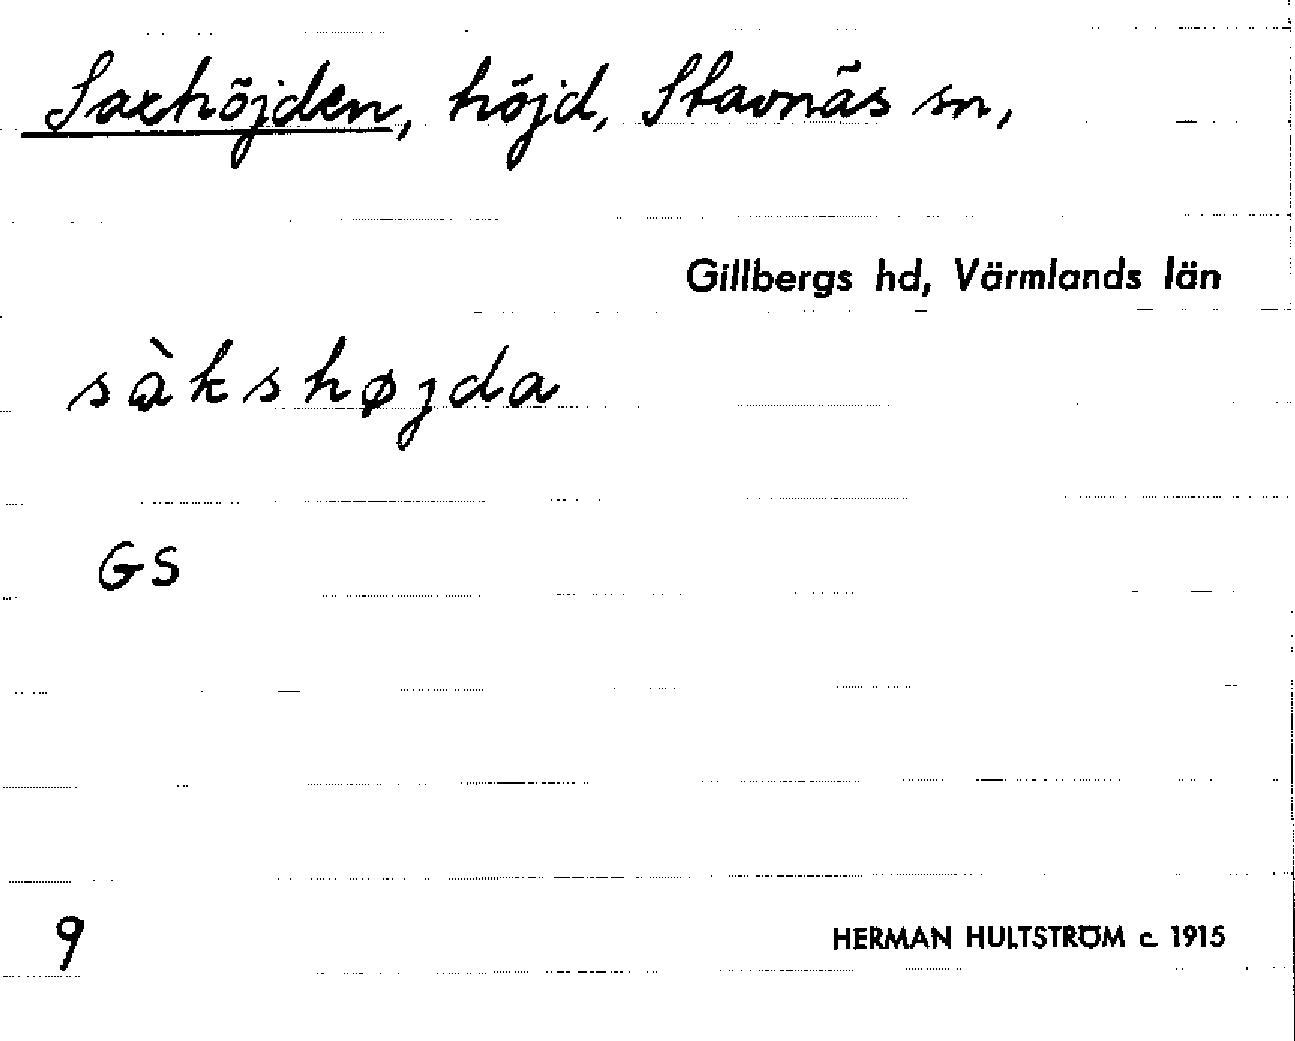 Saxhöjden, höjd, Stavnäs sn,
Gillbergs hd, Värmlands län
sàkshøjda
GS
9
HERMAN HULTSTRÖM c. 1915